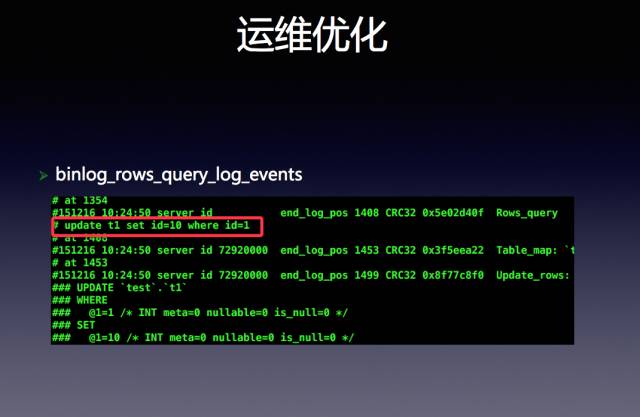 运维优化
➢ binlog_rows_query_log_events
# at 1354
#151216 10:24:50 server id end_log_pos 1408 CRC32 0x5e02d40f Rows_query
# update t1 set id=10 where id=1
# at 1408
#151216 10:24:50 server id 72920000 end_log_pos 1453 CRC32 0x3f5eea22 Table_map: `t
# at 1453
#151216 10:24:50 server id 72920000 end_log_pos 1499 CRC32 0x8f77c8f0 Update_rows:
### UPDATE `test`.`t1`
### WHERE
### @1=1 /* INT meta=0 nullable=0 is_null=0 */
### SET
### @1=10 /* INT meta=0 nullable=0 is_null=0 */